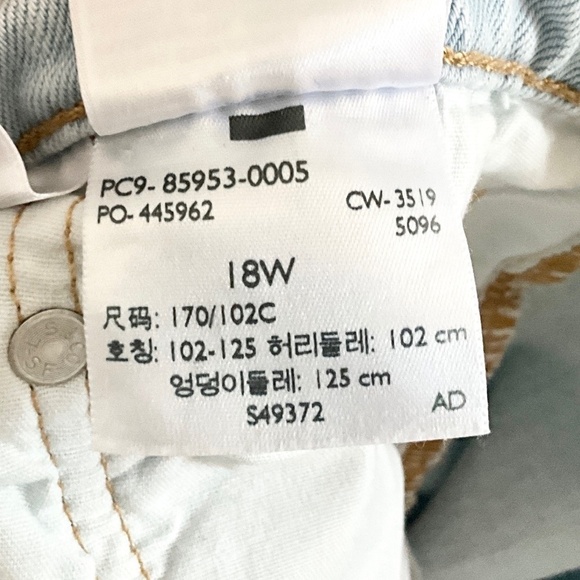 PC9- 85953-0005
PO- 445962
CW- 3519
5096
18W
尺码: 170/102C
호칭: 102-125 허리둘레: 102 cm
엉덩이둘레: 125 cm
S49372
AD